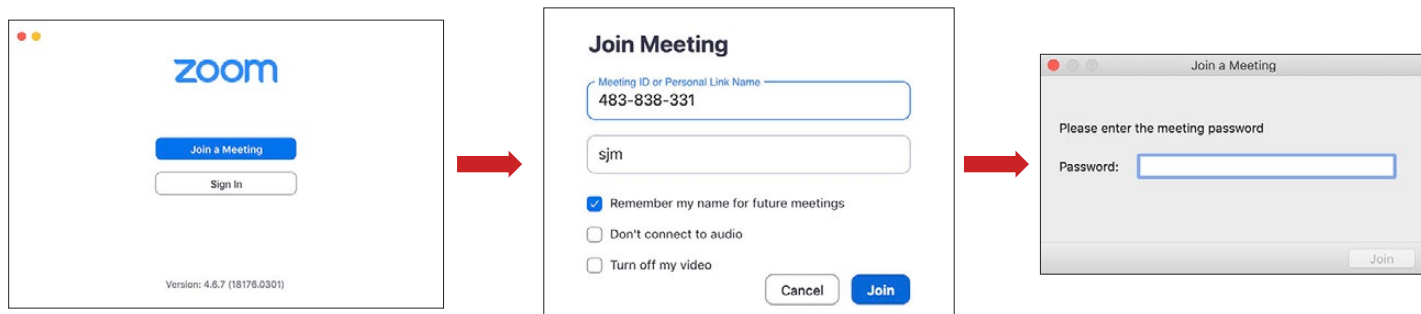 zoom
Join a Meeting
Sign In
Version: 4.6.7 (18176.0301)
Join Meeting
Meeting ID or Personal Link Name
483-838-331
sjm
Remember my name for future meetings
Don't connect to audio
Turn off my video
Cancel Join
Join a Meeting
Please enter the meeting password
Password:
Join